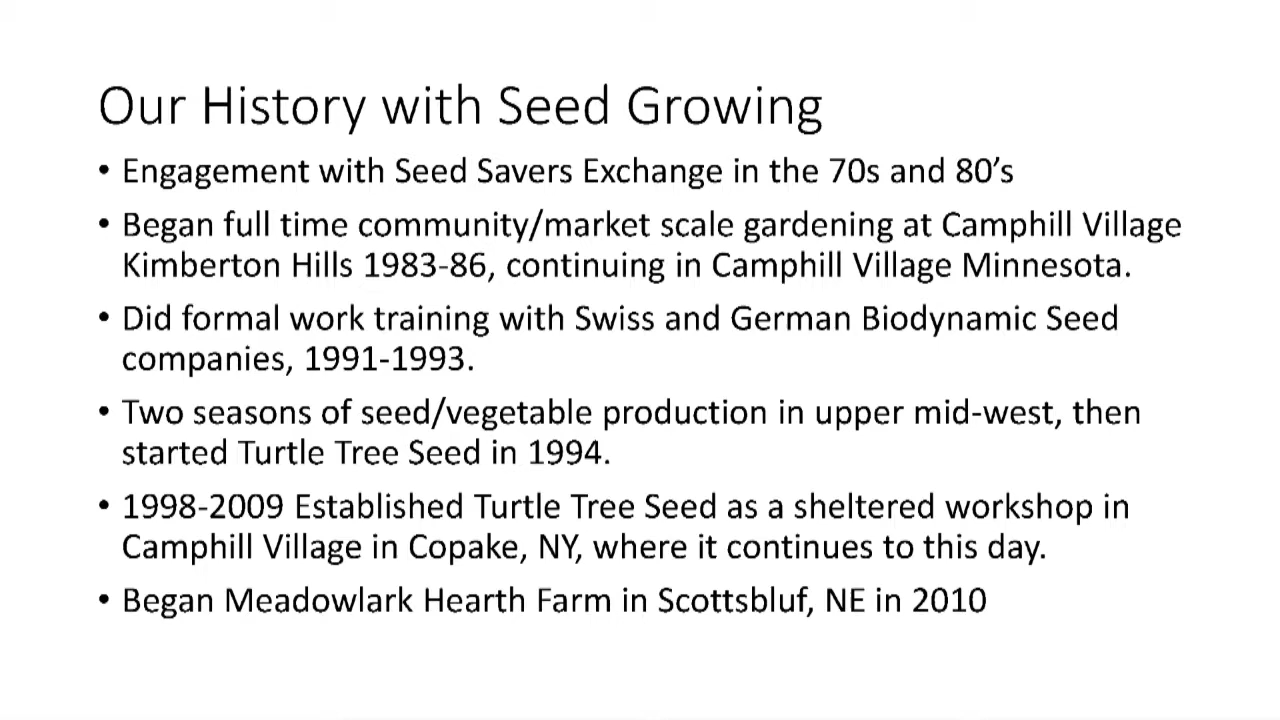 Our History with Seed Growing
• Engagement with Seed Savers Exchange in the 70s and 80’s
• Began full time community/market scale gardening at Camphill Village
Kimberton Hills 1983-86, continuing in Camphill Village Minnesota.
• Did formal work training with Swiss and German Biodynamic Seed
companies, 1991-1993.
• Two seasons of seed/vegetable production in upper mid-west, then
started Turtle Tree Seed in 1994.
• 1998-2009 Established Turtle Tree Seed as a sheltered workshop in
Camphill Village in Copake, NY, where it continues to this day.
• Began Meadowlark Hearth Farm in Scottsbluf, NE in 2010